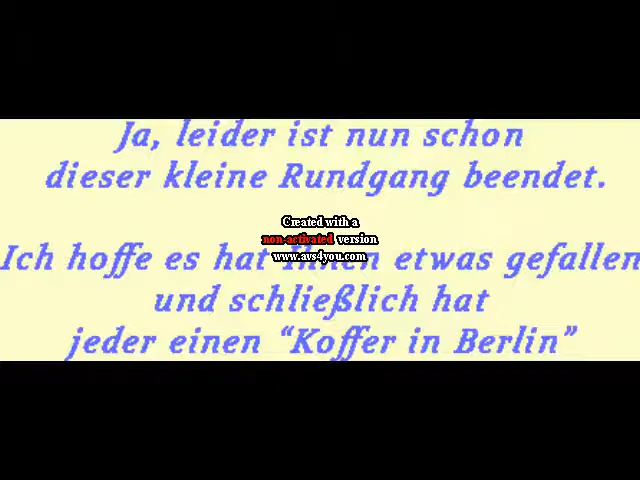 Ja, leider ist nun schon
dieser kleine Rundgang beendet.
Created with a
non-activated version
www.avs4you.com
Ich hoffe es hat Ihnen etwas gefallen
und schließlich hat
jeder einen “Koffer in Berlin”